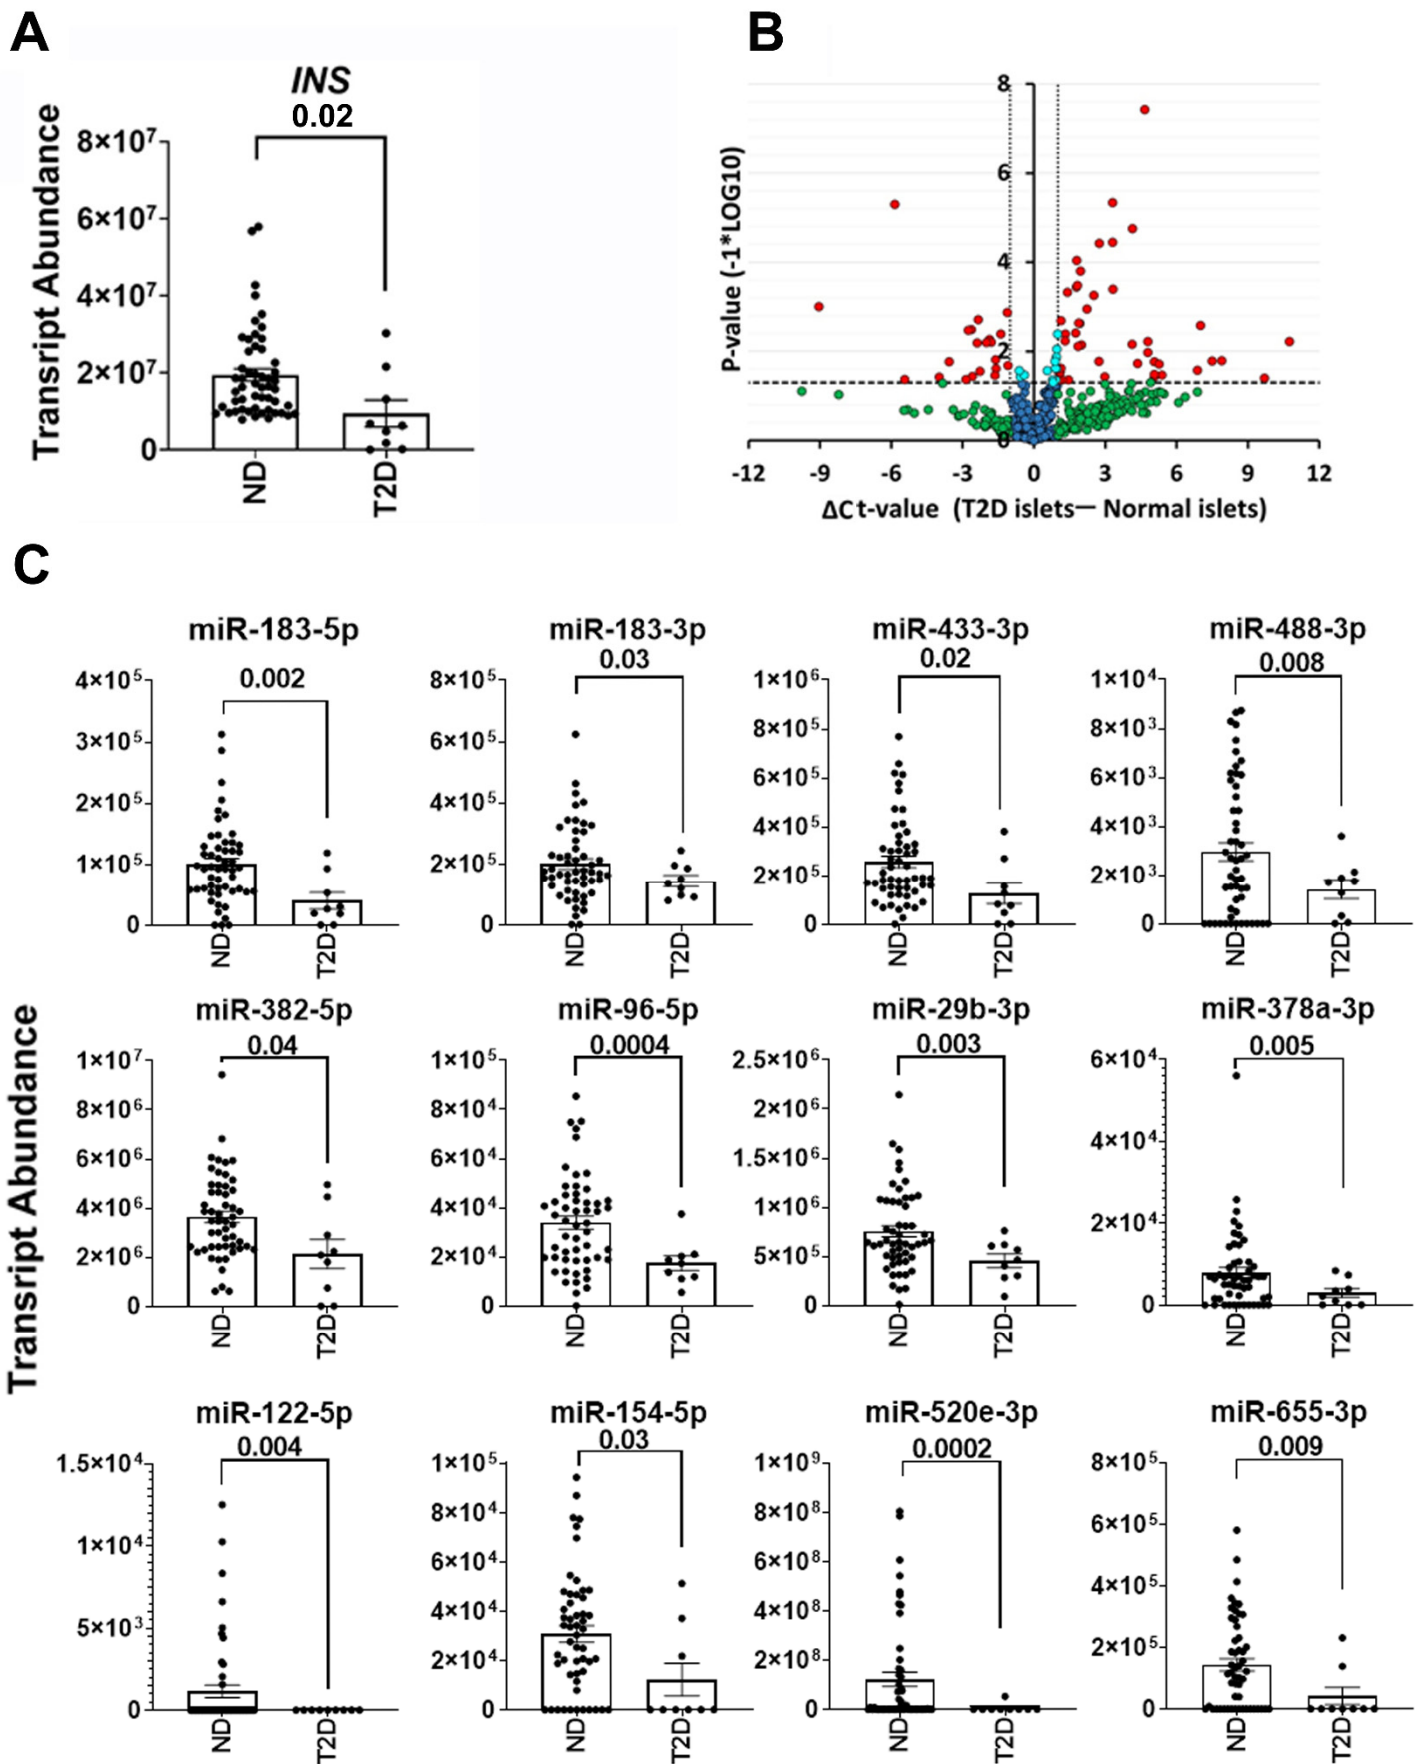 A
INS
0.02
Transript Abundance
8×10⁷
6×10⁷
4×10⁷
2×10⁷
0
ND
T2D
B
P-value (-1*LOG10)
8
6
4
2
0
-12 -9 -6 -3 0 3 6 9 12
ΔCt-value (T2D islets— Normal islets)
C
Transript Abundance
miR-183-5p
0.002
4×10⁵
3×10⁵
2×10⁵
1×10⁵
0
ND
T2D
miR-183-3p
0.03
8×10⁵
6×10⁵
4×10⁵
2×10⁵
0
ND
T2D
miR-433-3p
0.02
1×10⁶
8×10⁵
6×10⁵
4×10⁵
2×10⁵
0
ND
T2D
miR-488-3p
0.008
1×10⁴
8×10³
6×10³
4×10³
2×10³
0
ND
T2D
miR-382-5p
0.04
1×10⁷
8×10⁶
6×10⁶
4×10⁶
2×10⁶
0
ND
T2D
miR-96-5p
0.0004
1×10⁵
8×10⁴
6×10⁴
4×10⁴
2×10⁴
0
ND
T2D
miR-29b-3p
0.003
2.5×10⁶
2×10⁶
1.5×10⁶
1×10⁶
5×10⁵
0
ND
T2D
miR-378a-3p
0.005
6×10⁴
4×10⁴
2×10⁴
0
ND
T2D
miR-122-5p
0.004
1.5×10⁴
1×10⁴
5×10³
0
ND
T2D
miR-154-5p
0.03
1×10⁵
8×10⁴
6×10⁴
4×10⁴
2×10⁴
0
ND
T2D
miR-520e-3p
0.0002
1×10⁹
8×10⁸
6×10⁸
4×10⁸
2×10⁸
0
ND
T2D
miR-655-3p
0.009
8×10⁵
6×10⁵
4×10⁵
2×10⁵
0
ND
T2D